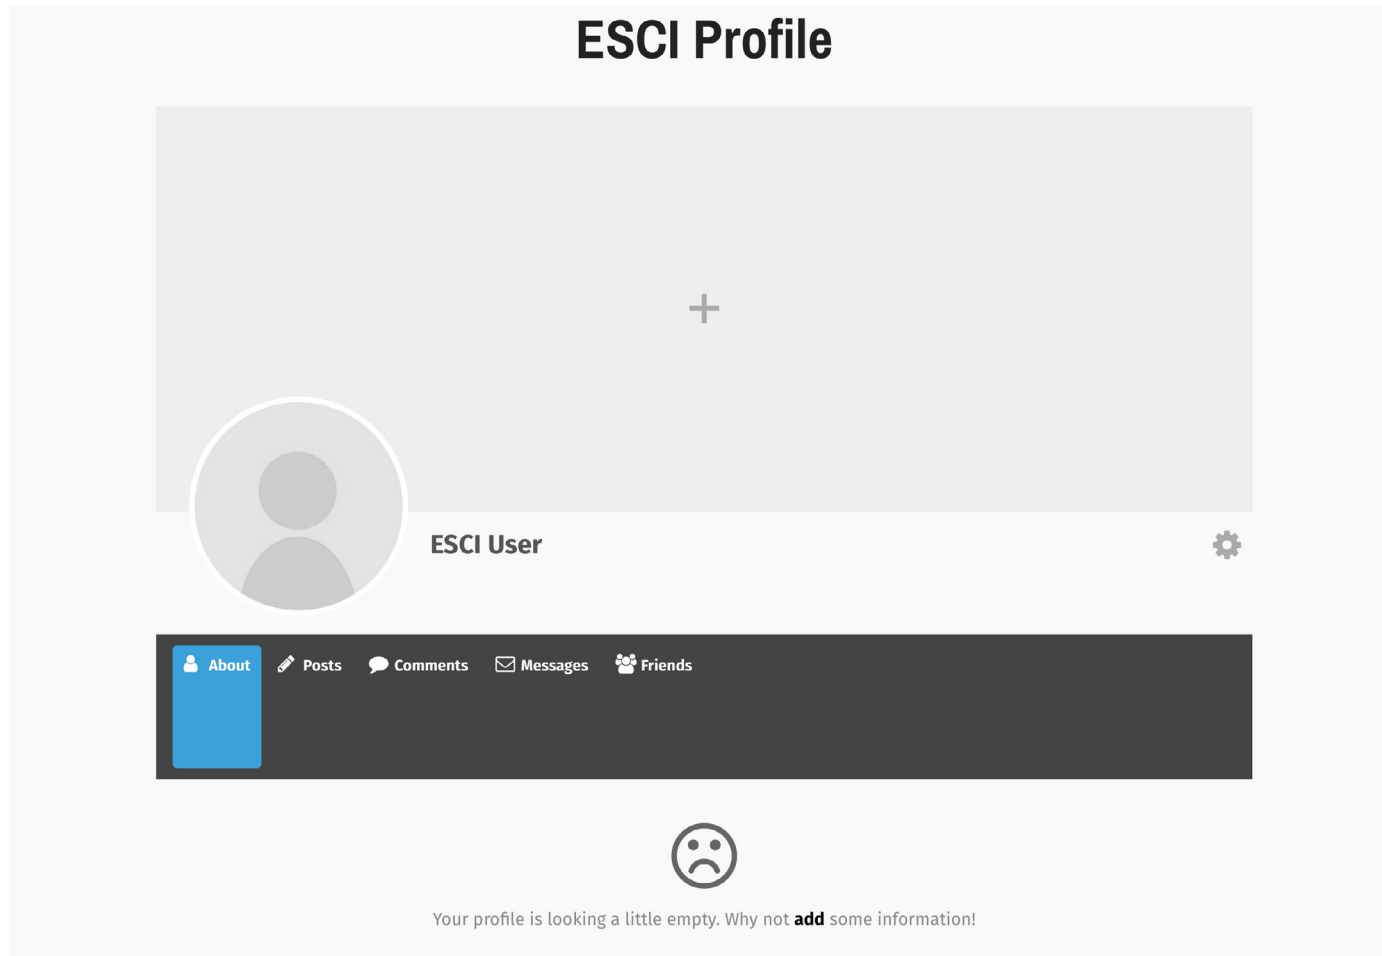 ESCI Profile
ESCI User
About Posts Comments Messages Friends
Your profile is looking a little empty. Why not add some information!